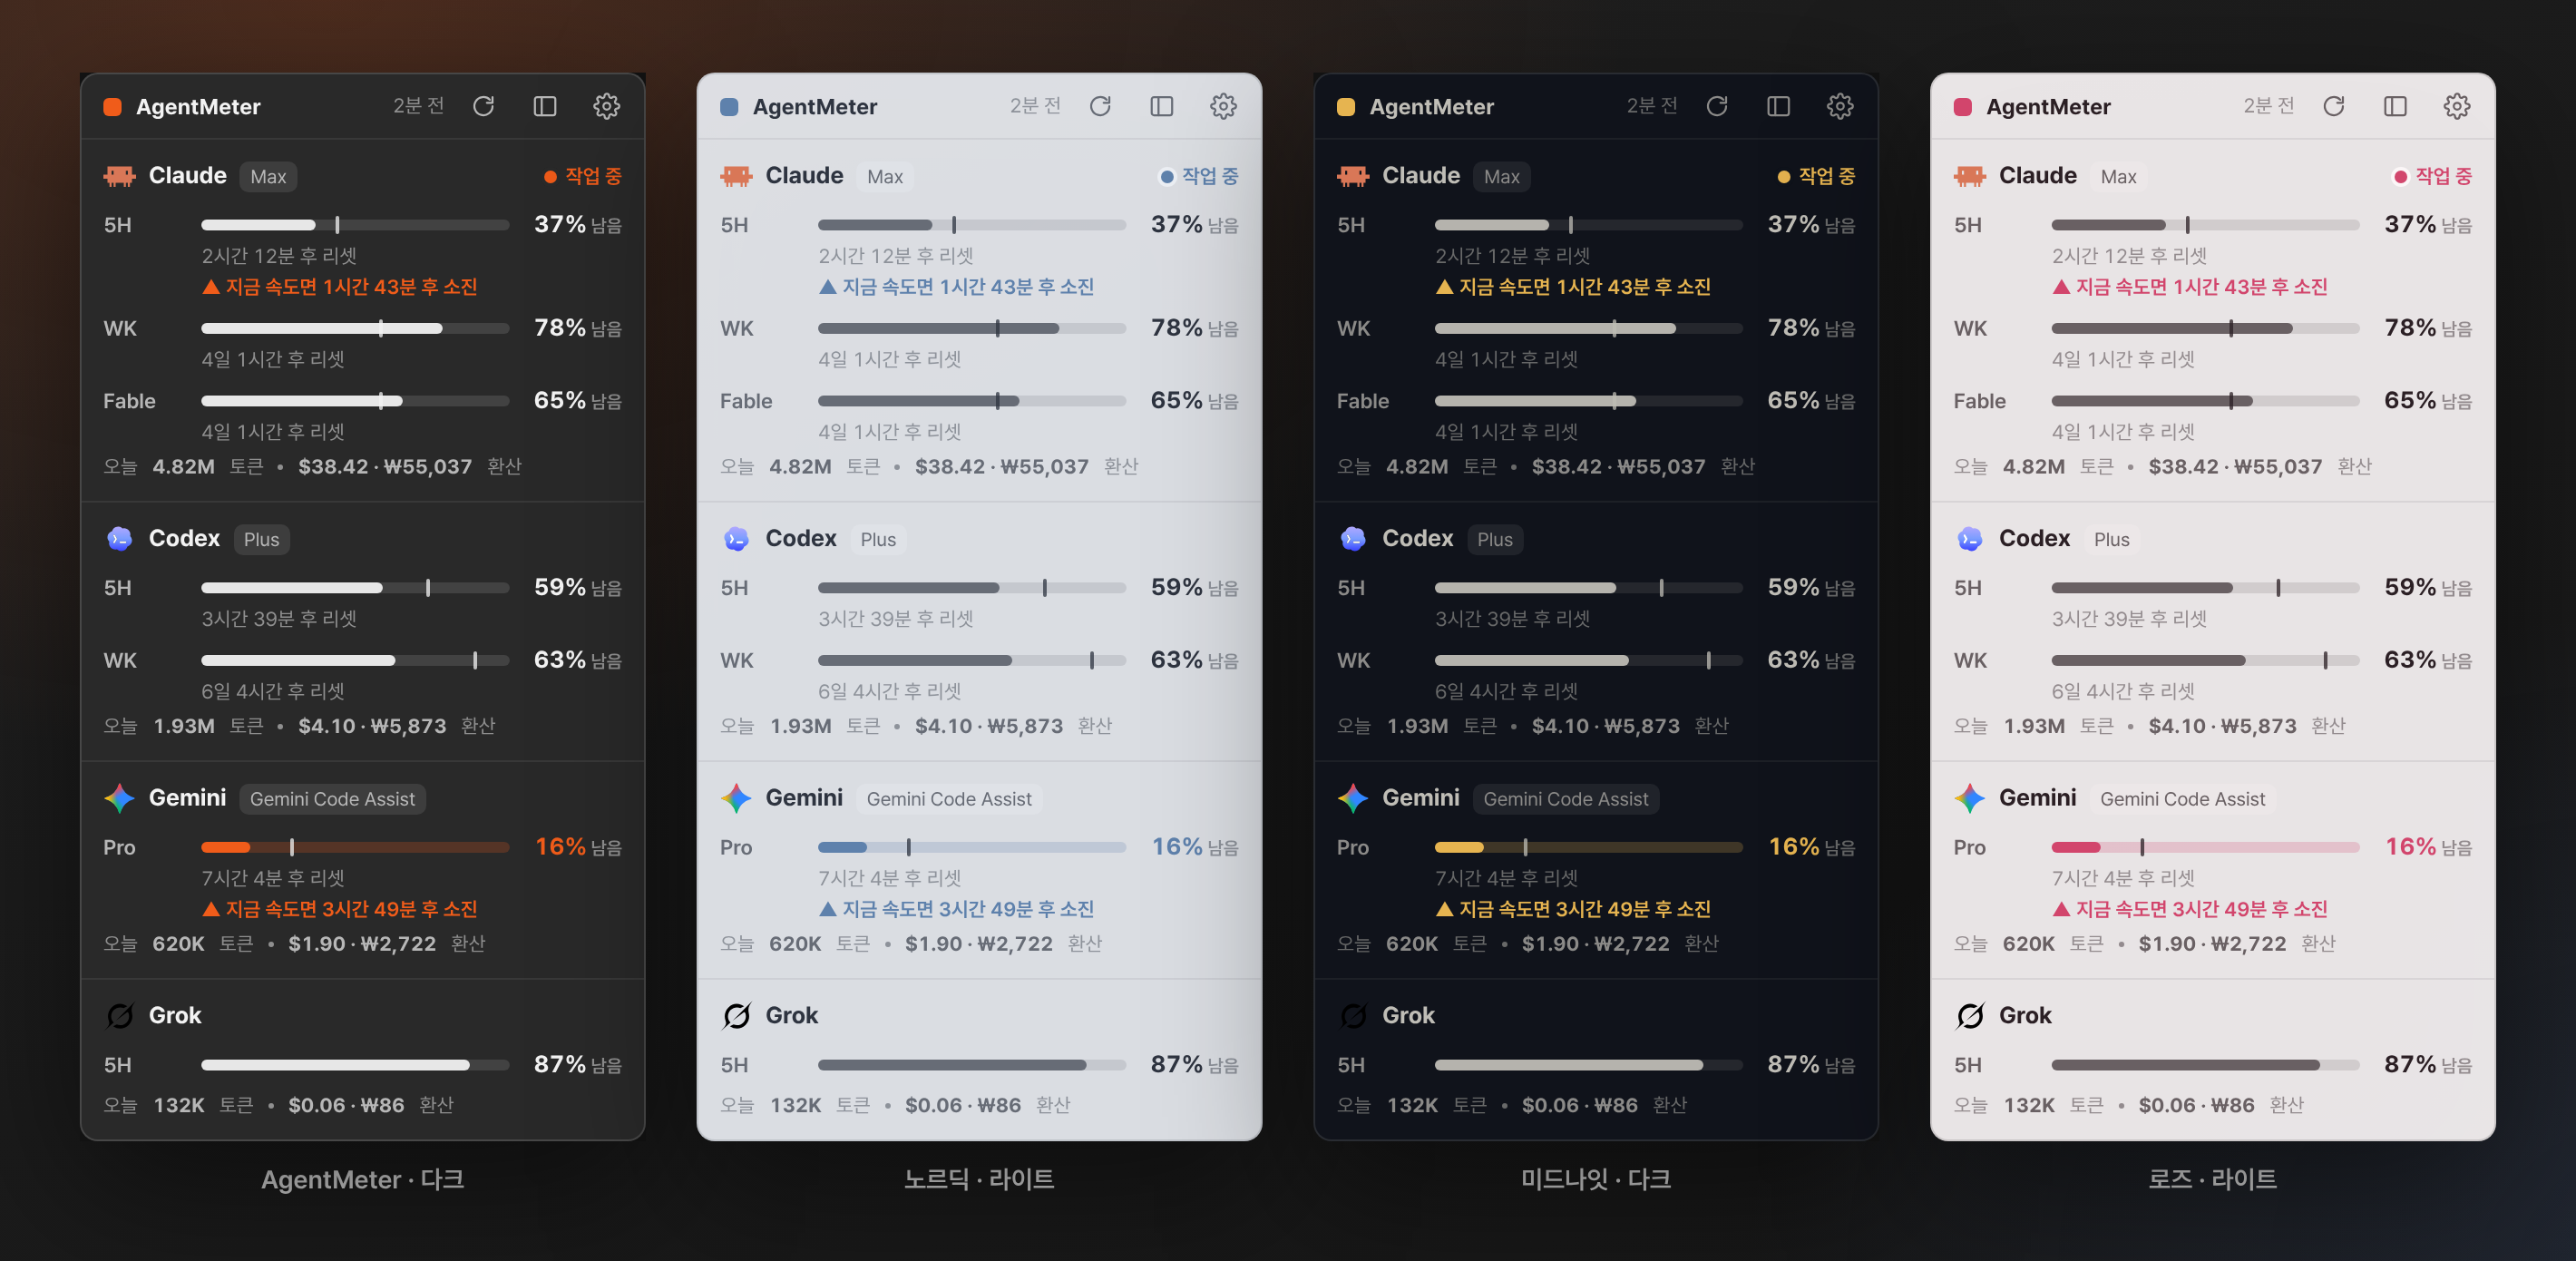 AgentMeter 2분 전
Claude Max 작업 중
5H 37% 남음
2시간 12분 후 리셋
▲ 지금 속도면 1시간 43분 후 소진
WK 78% 남음
4일 1시간 후 리셋
Fable 65% 남음
4일 1시간 후 리셋
오늘 4.82M 토큰 • $38.42 · ₩55,037 환산
Codex Plus
5H 59% 남음
3시간 39분 후 리셋
WK 63% 남음
6일 4시간 후 리셋
오늘 1.93M 토큰 • $4.10 · ₩5,873 환산
Gemini Gemini Code Assist
Pro 16% 남음
7시간 4분 후 리셋
▲ 지금 속도면 3시간 49분 후 소진
오늘 620K 토큰 • $1.90 · ₩2,722 환산
Grok
5H 87% 남음
오늘 132K 토큰 • $0.06 · ₩86 환산
AgentMeter · 다크
AgentMeter 2분 전
Claude Max 작업 중
5H 37% 남음
2시간 12분 후 리셋
▲ 지금 속도면 1시간 43분 후 소진
WK 78% 남음
4일 1시간 후 리셋
Fable 65% 남음
4일 1시간 후 리셋
오늘 4.82M 토큰 • $38.42 · ₩55,037 환산
Codex Plus
5H 59% 남음
3시간 39분 후 리셋
WK 63% 남음
6일 4시간 후 리셋
오늘 1.93M 토큰 • $4.10 · ₩5,873 환산
Gemini Gemini Code Assist
Pro 16% 남음
7시간 4분 후 리셋
▲ 지금 속도면 3시간 49분 후 소진
오늘 620K 토큰 • $1.90 · ₩2,722 환산
Grok
5H 87% 남음
오늘 132K 토큰 • $0.06 · ₩86 환산
노르딕 · 라이트
AgentMeter 2분 전
Claude Max 작업 중
5H 37% 남음
2시간 12분 후 리셋
▲ 지금 속도면 1시간 43분 후 소진
WK 78% 남음
4일 1시간 후 리셋
Fable 65% 남음
4일 1시간 후 리셋
오늘 4.82M 토큰 • $38.42 · ₩55,037 환산
Codex Plus
5H 59% 남음
3시간 39분 후 리셋
WK 63% 남음
6일 4시간 후 리셋
오늘 1.93M 토큰 • $4.10 · ₩5,873 환산
Gemini Gemini Code Assist
Pro 16% 남음
7시간 4분 후 리셋
▲ 지금 속도면 3시간 49분 후 소진
오늘 620K 토큰 • $1.90 · ₩2,722 환산
Grok
5H 87% 남음
오늘 132K 토큰 • $0.06 · ₩86 환산
미드나잇 · 다크
AgentMeter 2분 전
Claude Max 작업 중
5H 37% 남음
2시간 12분 후 리셋
▲ 지금 속도면 1시간 43분 후 소진
WK 78% 남음
4일 1시간 후 리셋
Fable 65% 남음
4일 1시간 후 리셋
오늘 4.82M 토큰 • $38.42 · ₩55,037 환산
Codex Plus
5H 59% 남음
3시간 39분 후 리셋
WK 63% 남음
6일 4시간 후 리셋
오늘 1.93M 토큰 • $4.10 · ₩5,873 환산
Gemini Gemini Code Assist
Pro 16% 남음
7시간 4분 후 리셋
▲ 지금 속도면 3시간 49분 후 소진
오늘 620K 토큰 • $1.90 · ₩2,722 환산
Grok
5H 87% 남음
오늘 132K 토큰 • $0.06 · ₩86 환산
로즈 · 라이트